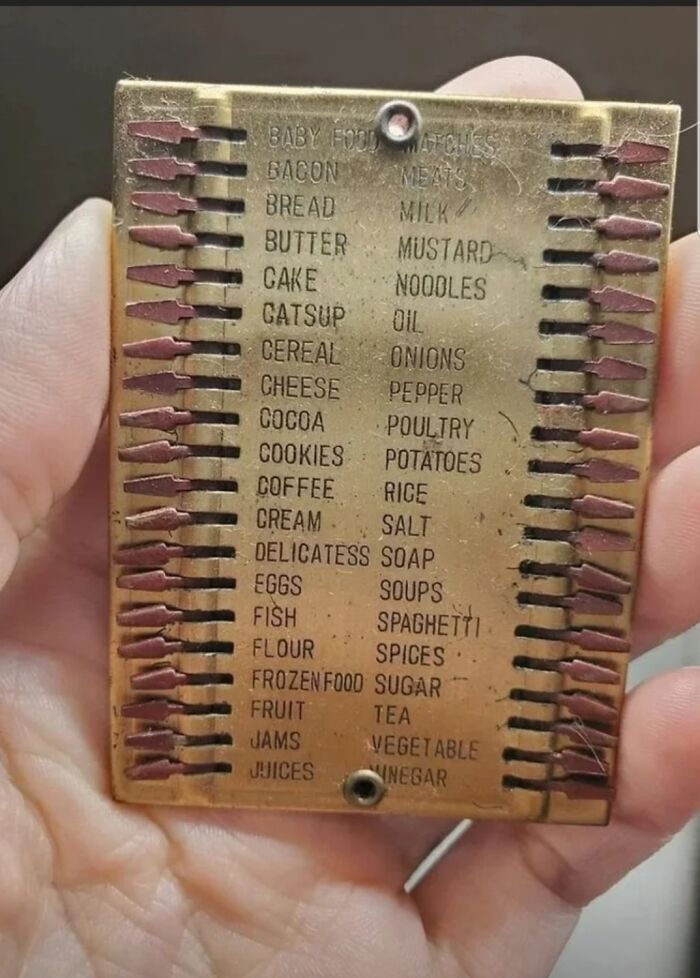 BABY FOOD MATCHES
BACON MEATS
BREAD MILK
BUTTER MUSTARD
CAKE NOODLES
CATSUP OIL
CEREAL ONIONS
CHEESE PEPPER
COCOA POULTRY
COOKIES POTATOES
COFFEE RICE
CREAM SALT
DELICATESS SOAP
EGGS SOUPS
FISH SPAGHETTI
FLOUR SPICES
FROZEN FOOD SUGAR
FRUIT TEA
JAMS VEGETABLE
JUICES VINEGAR